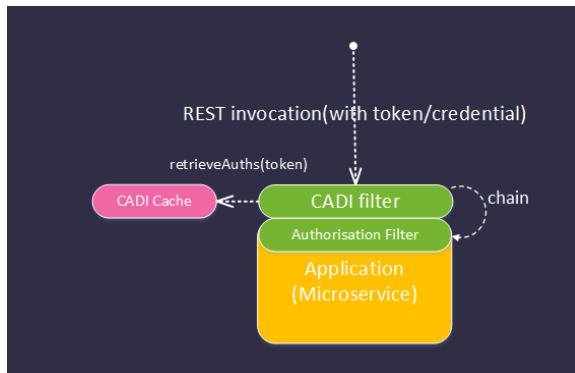 REST invocation(with token/credential)
retrieveAuths(token)
CADI Cache
CADI filter
chain
Authorisation Filter
Application
(Microservice)